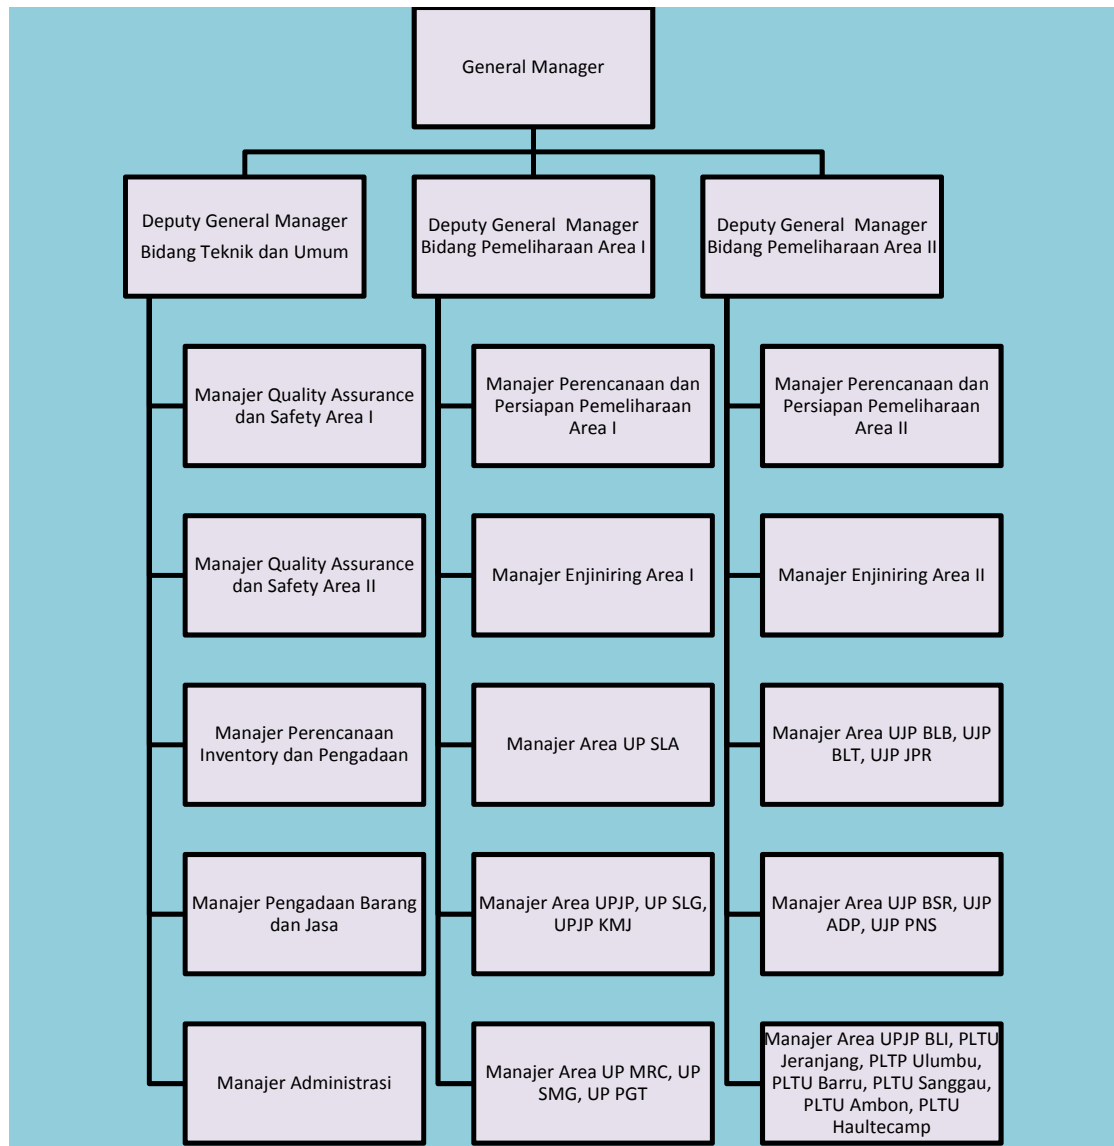 General Manager
Deputy General Manager
Bidang Teknik dan Umum
Deputy General  Manager
Bidang Pemeliharaan Area I
Deputy General  Manager
Bidang Pemeliharaan Area II
Manajer Quality Assurance
dan Safety Area I
Manajer Perencanaan dan
Persiapan Pemeliharaan
Area I
Manajer Perencanaan dan
Persiapan Pemeliharaan
Area II
Manajer Quality Assurance
dan Safety Area II
Manajer Enjiniring Area I
Manajer Enjiniring Area II
Manajer Perencanaan
Inventory dan Pengadaan
Manajer Area UP SLA
Manajer Area UJP BLB, UJP
BLT, UJP JPR
Manajer Pengadaan Barang
dan Jasa
Manajer Area UPJP, UP SLG,
UPJP KMJ
Manajer Area UJP BSR, UJP
ADP, UJP PNS
Manajer Administrasi
Manajer Area UP MRC, UP
SMG, UP PGT
Manajer Area UPJP BLI, PLTU
Jeranjang, PLTP Ulumbu,
PLTU Barru, PLTU Sanggau,
PLTU Ambon, PLTU
Haultecamp